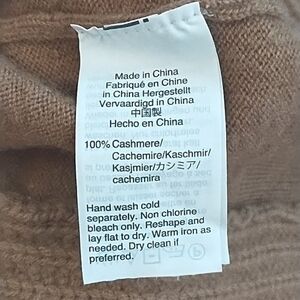 Made in China
Fabriqué en Chine
in China Hergestellt
Vervaardigd in China
中国製
Hecho en China
100% Cashmere/
Cachemire/Kaschmir/
Kasjmier/カシミア/
cachemira
Hand wash cold
separately. Non chlorine
bleach only. Reshape and
lay flat to dry. Warm iron as
needed. Dry clean if
preferred.